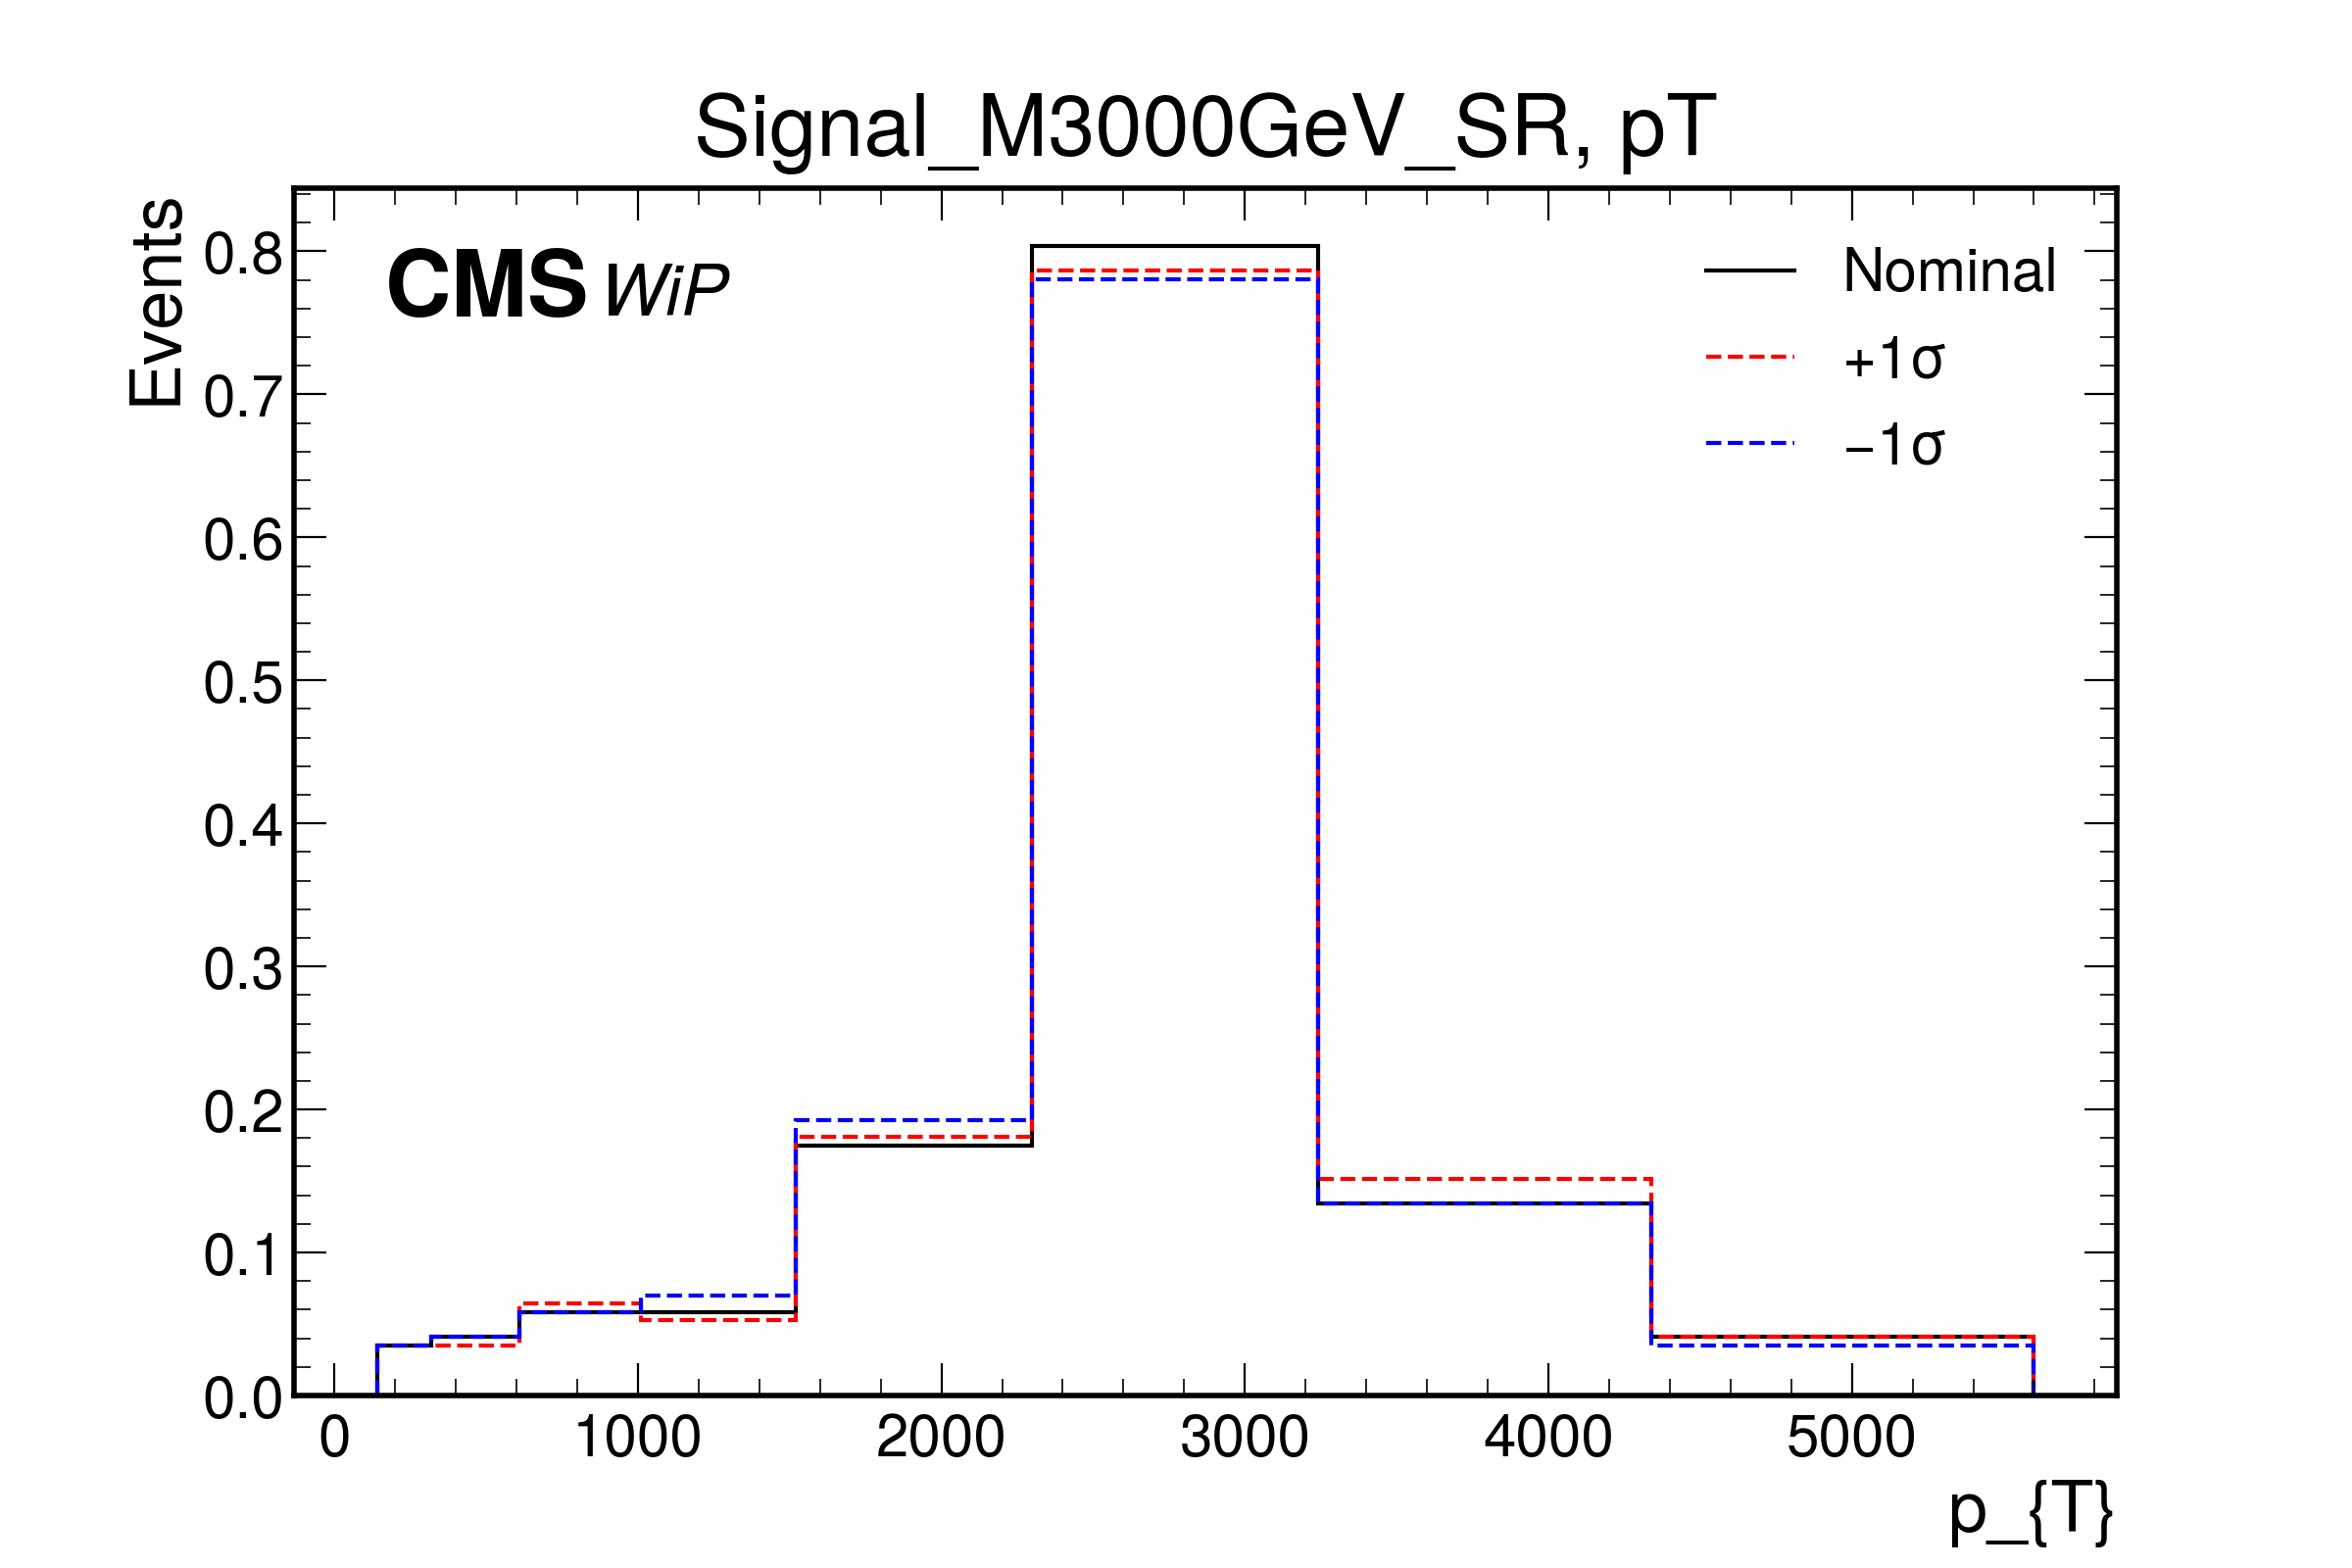 Signal_M3000GeV_SR, pT
Events
CMS WiP
Nominal
+1σ
−1σ
0.8
0.7
0.6
0.5
0.4
0.3
0.2
0.1
0.0
0 1000 2000 3000 4000 5000
p_{T}